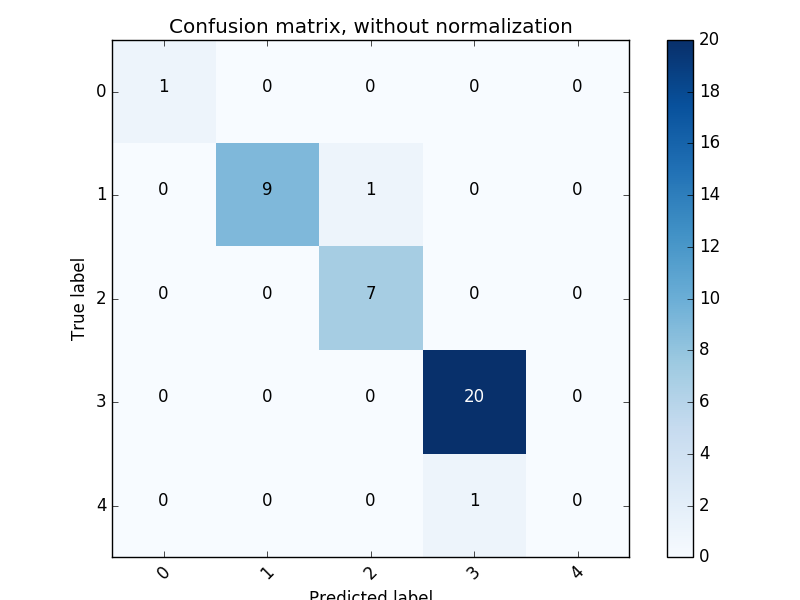 Confusion matrix, without normalization
True label
0 1 0 0 0 0
1 0 9 1 0 0
2 0 0 7 0 0
3 0 0 0 20 0
4 0 0 0 1 0
0 1 2 3 4
Predicted label
20
18
16
14
12
10
8
6
4
2
0